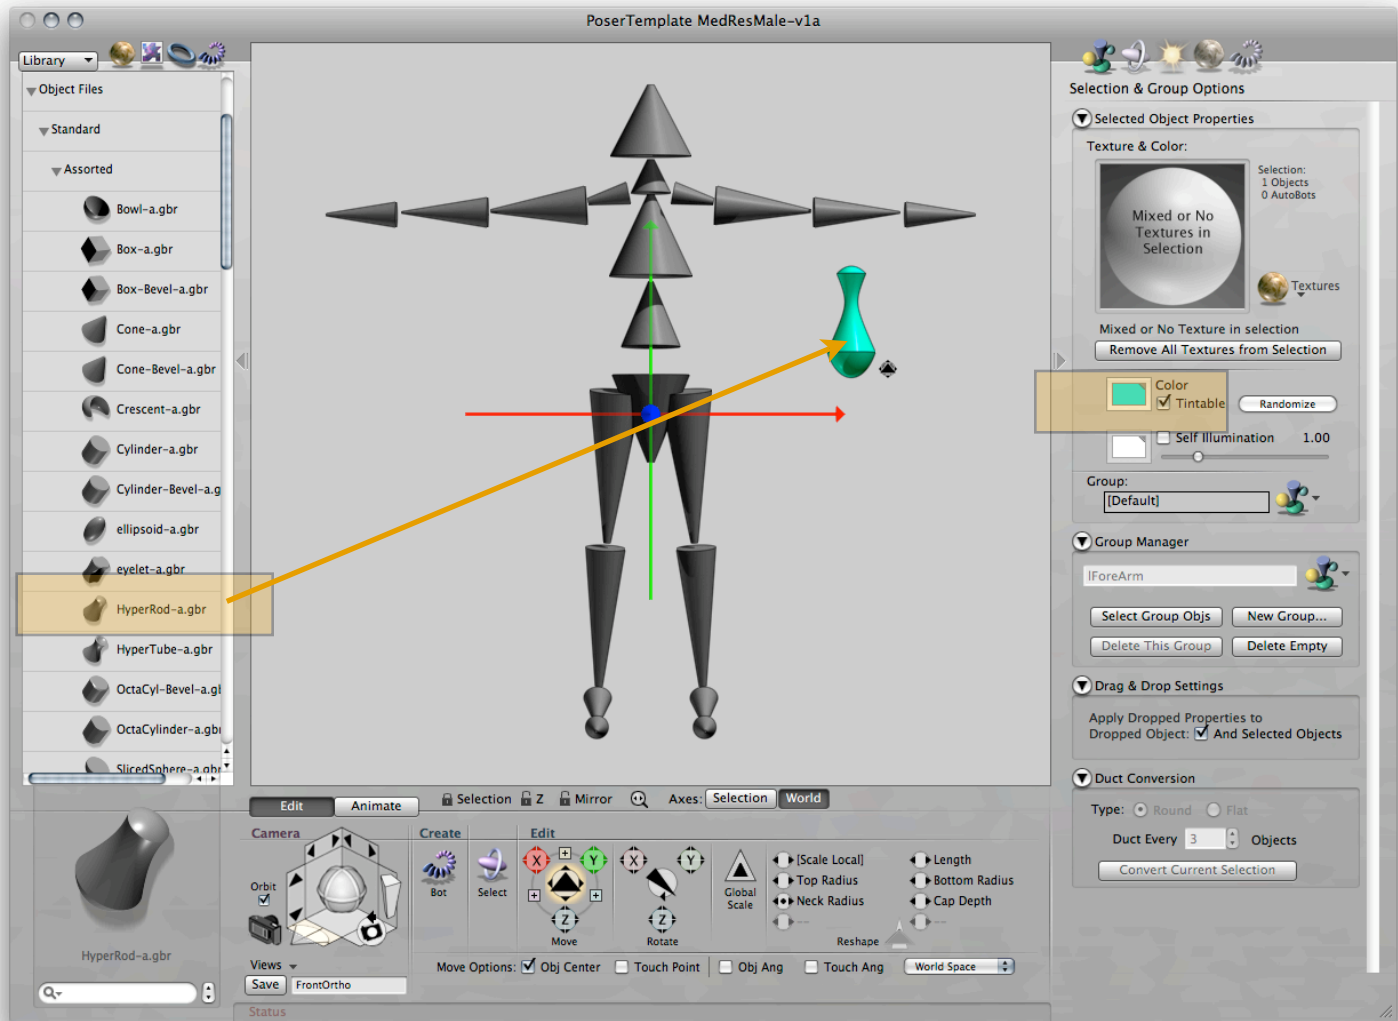 PoserTemplate MedResMale-v1a
Library
Object Files
Standard
Assorted
Bowl-a.gbr
Box-a.gbr
Box-Bevel-a.gbr
Cone-a.gbr
Cone-Bevel-a.gbr
Crescent-a.gbr
Cylinder-a.gbr
Cylinder-Bevel-a.g
ellipsoid-a.gbr
eyelet-a.gbr
HyperRod-a.gbr
HyperTube-a.gbr
OctaCyl-Bevel-a.gl
OctaCylinder-a.gbr
SlicedSphere-a.gbr
HyperRod-a.gbr
Selection & Group Options
Selected Object Properties
Texture & Color:
Mixed or No
Textures in
Selection
Selection:
1 Objects
0 AutoBots
Textures
Mixed or No Texture in selection
Remove All Textures from Selection
Color
Tintable
Randomize
Self Illumination 1.00
Group:
[Default]
Group Manager
lForeArm
Select Group Objs New Group...
Delete This Group Delete Empty
Drag & Drop Settings
Apply Dropped Properties to
Dropped Object: And Selected Objects
Duct Conversion
Type: Round Flat
Duct Every 3 Objects
Convert Current Selection
Edit Animate Selection Z Mirror Axes: Selection World
Camera Create Edit
Orbit
Bot
Select
X Y Z
Move
X Y Z
Rotate
Global
Scale
[Scale Local] Length
Top Radius Bottom Radius
Neck Radius Cap Depth
-- --
Reshape
Views
Save FrontOrtho
Move Options: Obj Center Touch Point Obj Ang Touch Ang World Space
Status